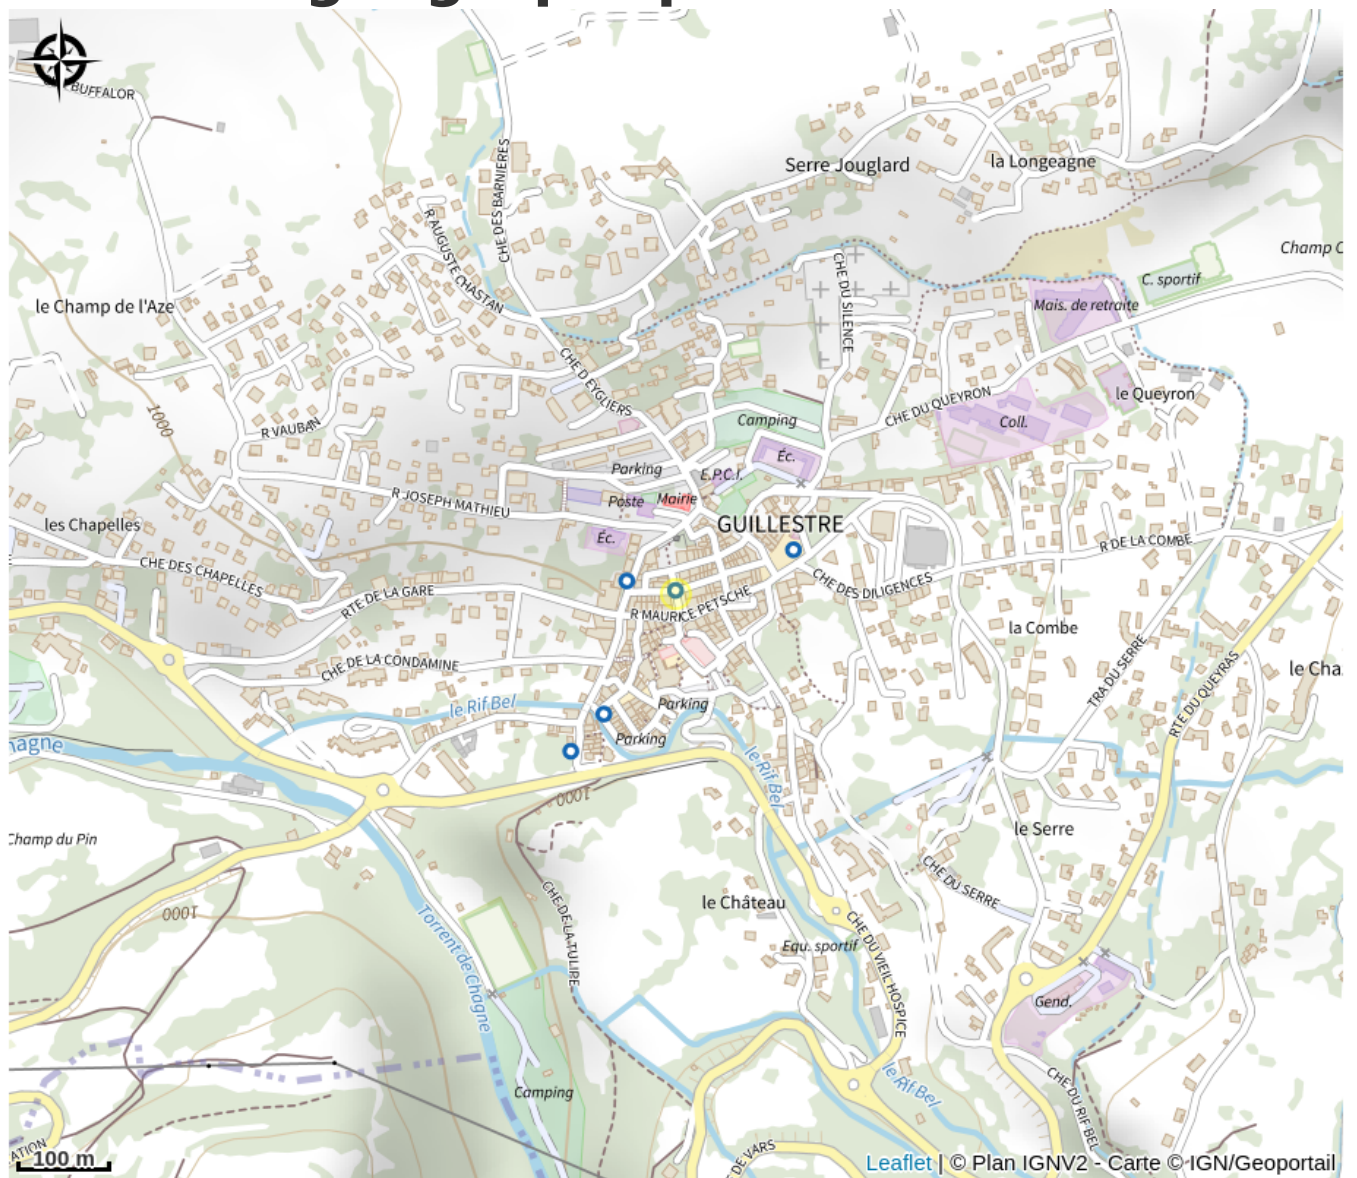 BUFFALOR
CHE DES BARNIERES
Serre Jouglard
la Longeagne
R AUGUSTE CHASTAN
Champ C
C. sportif
le Champ de l'Aze
CHE DU SILENCE
Mais. de retraite
CHE D EYGLIERS
1000
R VAUBAN
CHE DU QUEYRON
le Queyron
Camping
Coll.
Éc.
Parking
E.P.C.I.
R JOSEPH MATHIEU
Poste
Mairie
GUILLESTRE
les Chapelles
Éc.
R DE LA COMBE
CHE DES CHAPELLES
CHE DES DILIGENCES
RTE DE LA GARE
R MAURICE PETSCHE
la Combe
CHE DE LA CONDAMINE
TRA DU SERRE
RTE DU QUEYRAS
le Cha
le Rif Bel
Parking
Parking
hagne
le Rif Bel
1000
Champ du Pin
le Serre
CHE DU SERRE
CHE DE LA TULIPE
le Château
1000
Torrent de Chagne
Equ. sportif
CHE DU VIEIL HOSPICE
Gend.
le Rif Bel
CHE DU RIF BEL
Camping
ATION
DE VARS
100 m
Leaflet | © Plan IGNV2 - Carte © IGN/Geoportail